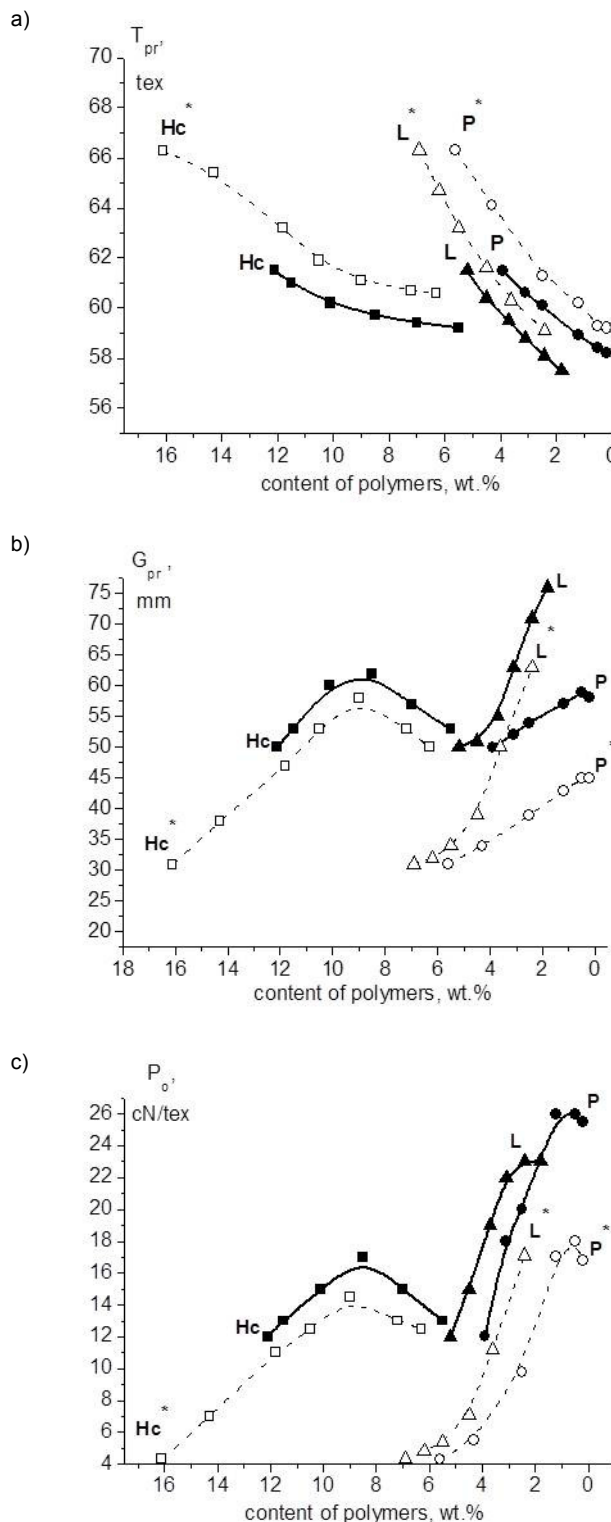 a)
T pr,
tex
70
68
66
64
62
60
58
56
Hc *
L *
P *
Hc
L
P
16 14 12 10 8 6 4 2 0
content of polymers, wt.%
b)
G pr,
mm
75
70
65
60
55
50
45
40
35
30
25
20
L
L *
P
Hc
P *
Hc *
18 16 14 12 10 8 6 4 2 0
content of polymers, wt.%
c)
P o,
cN/tex
26
24
22
20
18
16
14
12
10
8
6
4
P
L
L *
P *
Hc
Hc *
16 14 12 10 8 6 4 2 0
content of polymers, wt.%